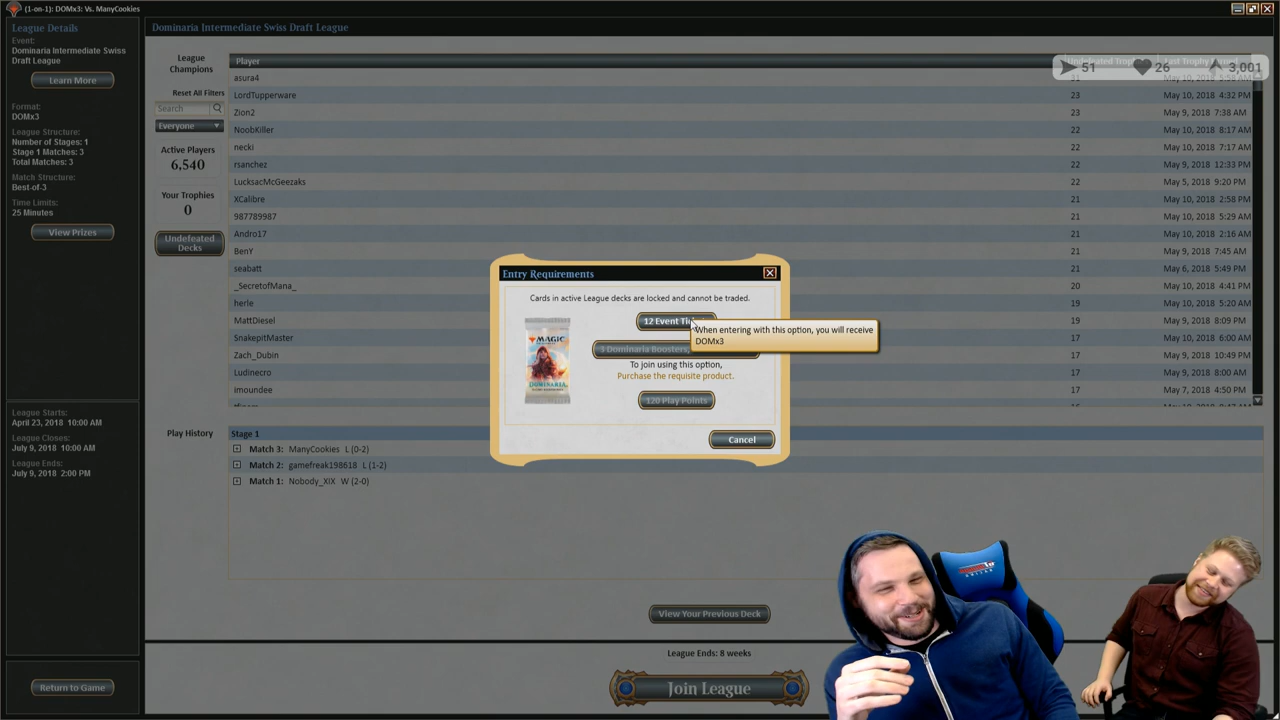 (1-on-1): DOMx3: Vs. ManyCookies
League Details
Event:
Dominaria Intermediate Swiss
Draft League
Learn More
Format:
DOMx3
League Structure:
Number of Stages: 1
Stage 1 Matches: 3
Total Matches: 3
Match Structure:
Best-of-3
Time Limits:
25 Minutes
View Prizes
League Starts:
April 23, 2018 10:00 AM
League Closes:
July 9, 2018 10:00 AM
League Ends:
July 9, 2018 2:00 PM
Return to Game
Dominaria Intermediate Swiss Draft League
League
Champions
Reset All Filters
Search
Everyone
Active Players
6,540
Your Trophies
0
Undefeated
Decks
Player
51 26 3,001
asura4
LordTupperware 23 May 10, 2018 4:32 PM
Zion2 23 May 9, 2018 7:38 AM
NoobKiller 22 May 10, 2018 8:17 AM
necki 22 May 10, 2018 7:17 AM
rsanchez 22 May 9, 2018 12:33 PM
LucksacMcGeezaks 22 May 5, 2018 9:20 PM
XCalibre 21 May 10, 2018 2:58 PM
987789987 21 May 10, 2018 5:29 AM
Andro17 21 May 10, 2018 2:16 AM
BenY 21 May 9, 2018 7:45 AM
seabatt 21 May 6, 2018 5:49 PM
_SecretofMana_ 20 May 10, 2018 4:41 PM
herle 19 May 10, 2018 5:20 AM
MattDiesel 19 May 9, 2018 8:09 PM
SnakepitMaster 17 May 10, 2018 6:00 AM
Zach_Dubin 17 May 9, 2018 10:49 PM
Ludinecro 17 May 9, 2018 8:00 AM
imoundee 17 May 7, 2018 4:50 PM
Entry Requirements
Cards in active League decks are locked and cannot be traded.
MAGIC
DOMINARIA
12 Event
When entering with this option, you will receive
DOMx3
3 Dominaria Boosters,
To join using this option,
Purchase the requisite product.
120 Play Points
Cancel
Play History
Stage 1
Match 3: ManyCookies L (0-2)
Match 2: gamefreak198618 L (1-2)
Match 1: Nobody_XIX W (2-0)
View Your Previous Deck
League Ends: 8 weeks
Join League